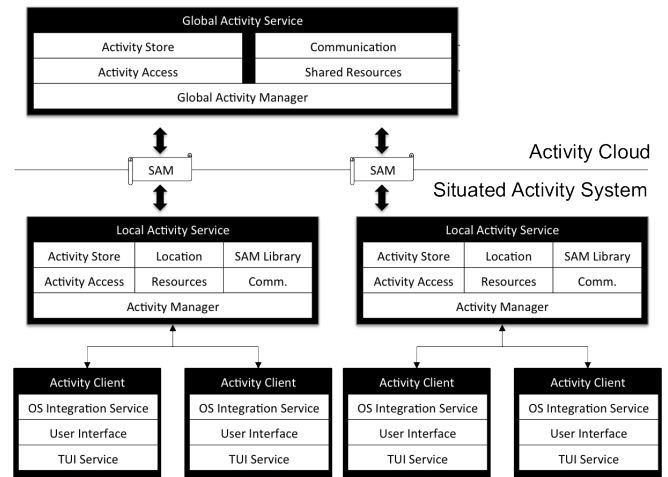 Global Activity Service
Activity Store Communication
Activity Access Shared Resources
Global Activity Manager
SAM SAM
Activity Cloud
Situated Activity System
Local Activity Service Local Activity Service
Activity Store Location SAM Library Activity Store Location SAM Library
Activity Access Resources Comm. Activity Access Resources Comm.
Activity Manager Activity Manager
Activity Client Activity Client Activity Client Activity Client
OS Integration Service OS Integration Service OS Integration Service OS Integration Service
User Interface User Interface User Interface User Interface
TUI Service TUI Service TUI Service TUI Service